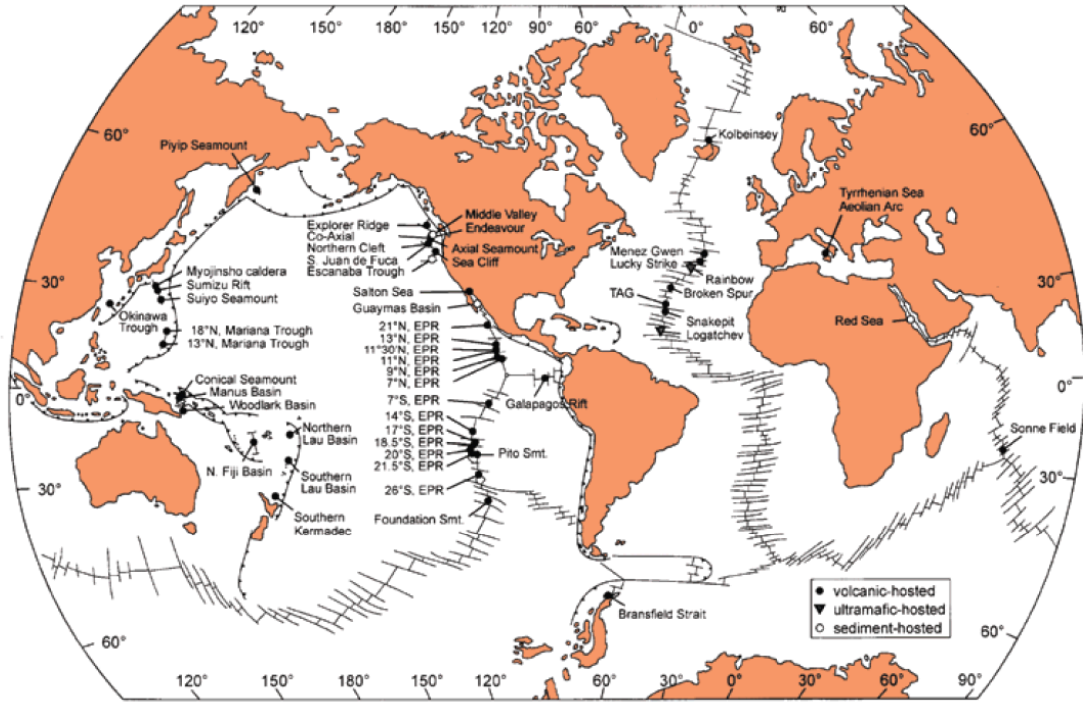 120° 150° 180° 150° 120° 90° 60° 0° 60°
60°
60°
Kolbeinsey
Piyip Seamount
Tyrrhenian Sea
Aeolian Arc
Explorer Ridge
Co-Axial
Northern Cleft
S. Juan de Fuca
Escanaba Trough
Middle Valley
Endeavour
Axial Seamount
Sea Cliff
Menez Gwen
Lucky Strike
Rainbow
Broken Spur
TAG
Snakepit
Logatchev
30°
30°
Myojinsho caldera
Sumizu Rift
Suiyo Seamount
Okinawa
Trough
18°N, Mariana Trough
13°N, Mariana Trough
Salton Sea
Guaymas Basin
21°N, EPR
13°N, EPR
11°30'N, EPR
11°N, EPR
9°N, EPR
7°N, EPR
Red Sea
0°
0°
Conical Seamount
Manus Basin
Woodlark Basin
Galapagos Rift
7°S, EPR
14°S, EPR
17°S, EPR
18.5°S, EPR
20°S, EPR
21.5°S, EPR
Pito Smt.
26°S, EPR
Foundation Smt.
Northern
Lau Basin
N. Fiji Basin
Southern
Lau Basin
Southern
Kermadec
Sonne Field
30°
30°
Bransfield Strait
volcanic-hosted
ultramafic-hosted
sediment-hosted
60°
60°
120° 150° 180° 150° 120° 90° 60° 30° 0° 30° 60° 90°